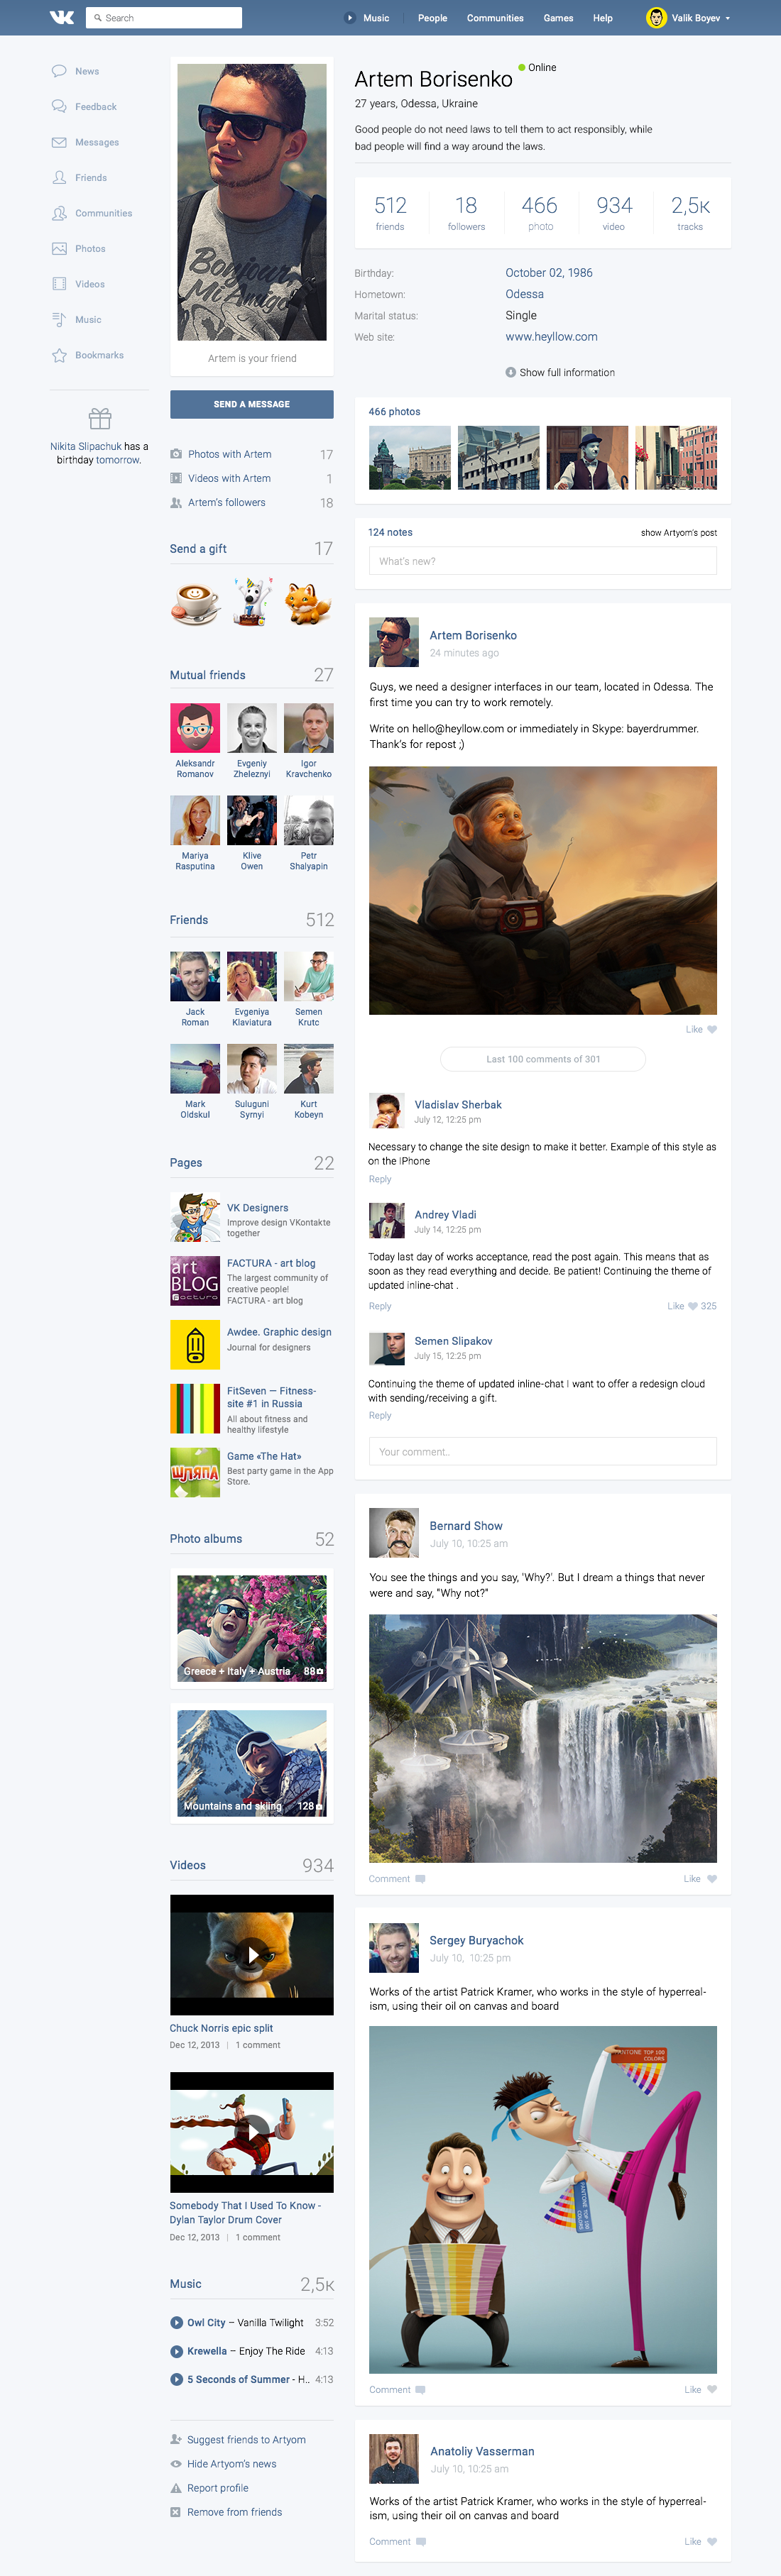 Search
Music
People
Communities
Games
Help
Valik Boyev
News
Feedback
Messages
Friends
Communities
Photos
Videos
Music
Bookmarks
Nikita Slipachuk has a
birthday tomorrow.
Bonjour
Mi Amigo
Artem is your friend
SEND A MESSAGE
Photos with Artem 17
Videos with Artem 1
Artem's followers 18
Send a gift 17
Mutual friends 27
Aleksandr
Romanov
Evgeniy
Zheleznyi
Igor
Kravchenko
Mariya
Rasputina
Klive
Owen
Petr
Shalyapin
Friends 512
Jack
Roman
Evgeniya
Klaviatura
Semen
Krutc
Mark
Oldskul
Suluguni
Syrnyi
Kurt
Kobeyn
Pages 22
VK Designers
Improve design VKontakte
together
art
BLOG
Factura
FACTURA - art blog
The largest community of
creative people!
FACTURA - art blog
Awdee. Graphic design
Journal for designers
FitSeven — Fitness-
site #1 in Russia
All about fitness and
healthy lifestyle
шляпа
Game «The Hat»
Best party game in the App
Store.
Photo albums 52
Greece + Italy + Austria 88
Mountains and skiing 128
Videos 934
Chuck Norris epic split
Dec 12, 2013 | 1 comment
Somebody That I Used To Know -
Dylan Taylor Drum Cover
Dec 12, 2013 | 1 comment
Music 2,5к
Owl City – Vanilla Twilight 3:52
Krewella – Enjoy The Ride 4:13
5 Seconds of Summer - H.. 4:13
Suggest friends to Artyom
Hide Artyom's news
Report profile
Remove from friends
Artem Borisenko
Online
27 years, Odessa, Ukraine
Good people do not need laws to tell them to act responsibly, while
bad people will find a way around the laws.
512
friends
18
followers
466
photo
934
video
2,5к
tracks
Birthday: October 02, 1986
Hometown: Odessa
Marital status: Single
Web site: www.heyllow.com
Show full information
466 photos
124 notes
show Artyom's post
What's new?
Artem Borisenko
24 minutes ago
Guys, we need a designer interfaces in our team, located in Odessa. The
first time you can try to work remotely.
Write on hello@heyllow.com or immediately in Skype: bayerdrummer.
Thank's for repost ;)
Like
Last 100 comments of 301
Vladislav Sherbak
July 12, 12:25 pm
Necessary to change the site design to make it better. Example of this style as
on the IPhone
Reply
Andrey Vladi
July 14, 12:25 pm
Today last day of works acceptance, read the post again. This means that as
soon as they read everything and decide. Be patient! Continuing the theme of
updated inline-chat .
Reply
Like 325
Semen Slipakov
July 15, 12:25 pm
Continuing the theme of updated inline-chat I want to offer a redesign cloud
with sending/receiving a gift.
Reply
Your comment..
Bernard Show
July 10, 10:25 am
You see the things and you say, 'Why?'. But I dream a things that never
were and say, "Why not?"
Comment
Like
Sergey Buryachok
July 10, 10:25 pm
Works of the artist Patrick Kramer, who works in the style of hyperreal-
ism, using their oil on canvas and board
PANTONE TOP 100
COLORS
PANTONE TOP 100
COLORS
Comment
Like
Anatoliy Vasserman
July 10, 10:25 am
Works of the artist Patrick Kramer, who works in the style of hyperreal-
ism, using their oil on canvas and board
Comment
Like